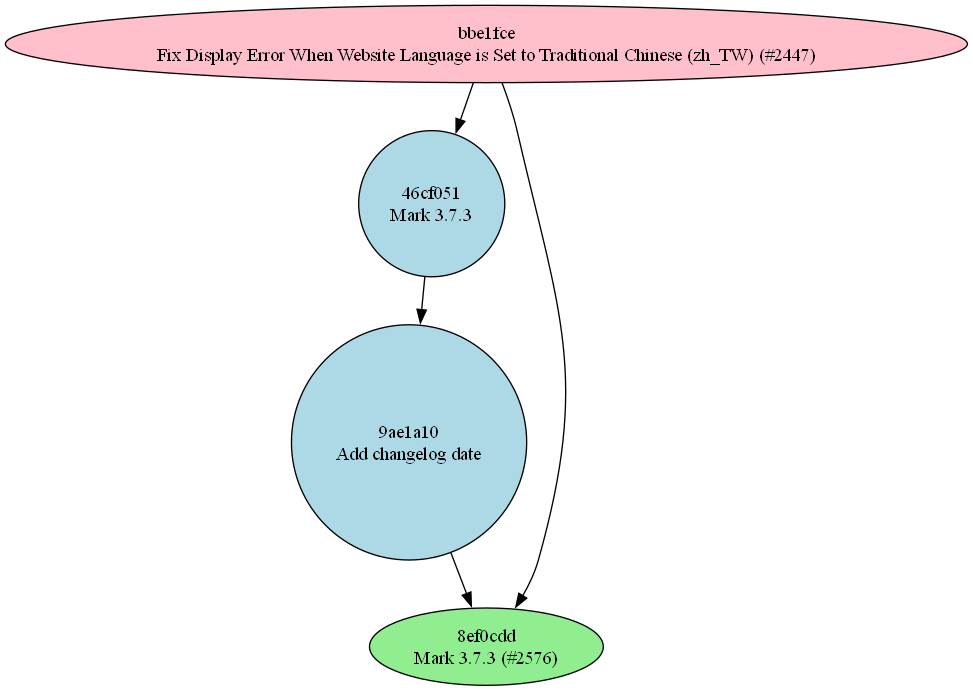 bbe1fce
Fix Display Error When Website Language is Set to Traditional Chinese (zh_TW) (#2447)
46cf051
Mark 3.7.3
9ae1a10
Add changelog date
8ef0cdd
Mark 3.7.3 (#2576)